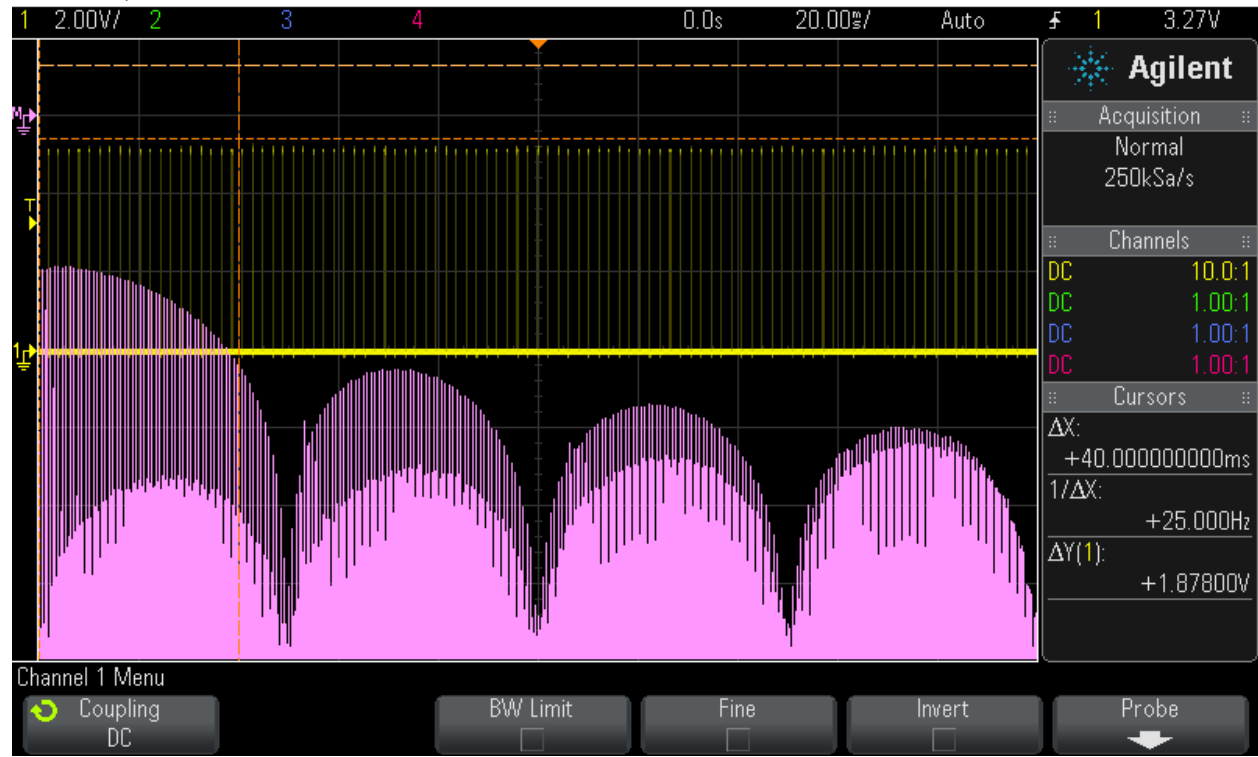 1 2.00V/ 2 3 4 0.0s 20.00ms/ Auto 1 3.27V
Agilent
Acquisition
Normal
250kSa/s
Channels
DC 10.0:1
DC 1.00:1
DC 1.00:1
DC 1.00:1
Cursors
ΔX:
+40.000000000ms
1/ΔX:
+25.000Hz
ΔY(1):
+1.87800V
M
T
1
Channel 1 Menu
Coupling
DC
BW Limit
Fine
Invert
Probe